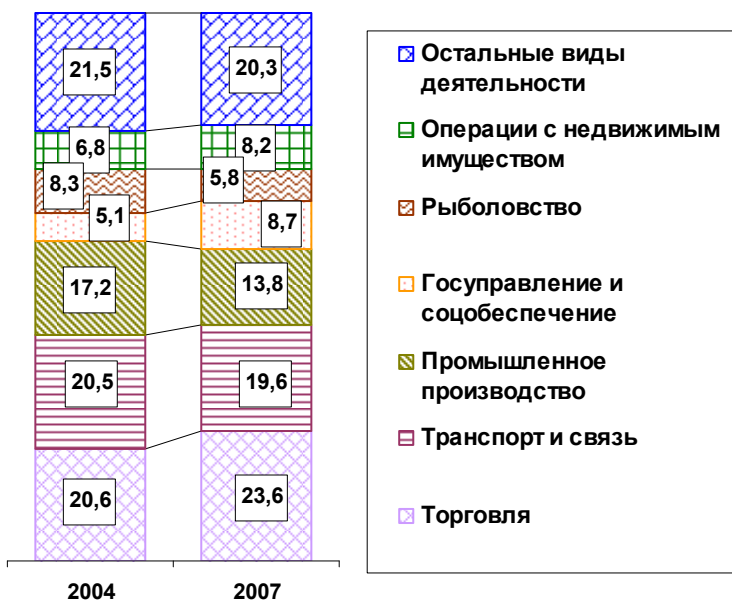 21,5
20,3
6,8
8,2
8,3
5,8
5,1
8,7
17,2
13,8
20,5
19,6
20,6
23,6
2004
2007
Остальные виды
деятельности
Операции с недвижимым
имуществом
Рыболовство
Госуправление и
соцобеспечение
Промышленное
производство
Транспорт и связь
Торговля